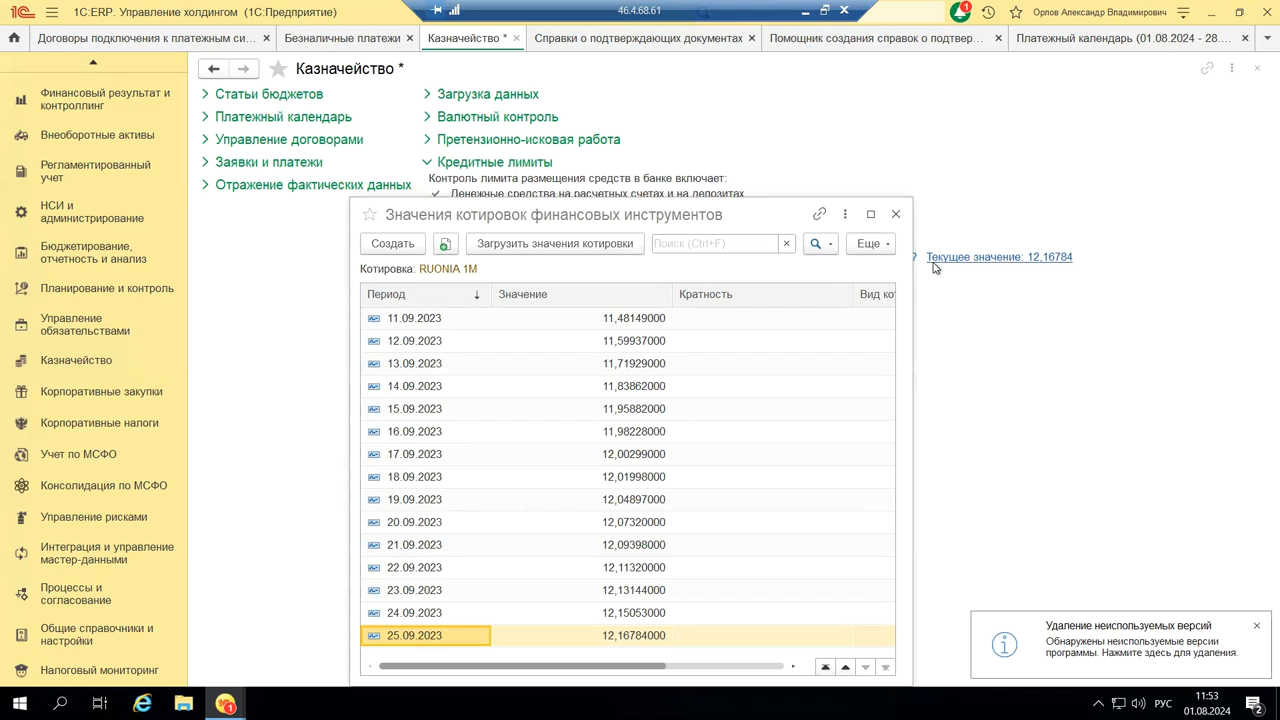 1С:ERP. Управление холдингом (1С:Предприятие)
46.4.68.61
1
Орлов Александр Владимирович
Договоры подключения к платежным си...
Безналичные платежи
Казначейство *
Справки о подтверждающих документах
Помощник создания справок о подтвер...
Платежный календарь (01.08.2024 - 28....
Финансовый результат и контроллинг
Внеоборотные активы
Регламентированный учет
НСИ и администрирование
Бюджетирование, отчетность и анализ
Планирование и контроль
Управление обязательствами
Казначейство
Корпоративные закупки
Корпоративные налоги
Учет по МСФО
Консолидация по МСФО
Управление рисками
Интеграция и управление мастер-данными
Процессы и согласование
Общие справочники и настройки
Налоговый мониторинг
Казначейство *
Статьи бюджетов
Платежный календарь
Управление договорами
Заявки и платежи
Отражение фактических данных
Загрузка данных
Валютный контроль
Претензионно-исковая работа
Кредитные лимиты
Контроль лимита размещения средств в банке включает:
Денежные средства на расчетных счетах и на депозитах
? Текущее значение: 12,16784
Значения котировок финансовых инструментов
Создать
Загрузить значения котировки
Поиск (Ctrl+F)
Еще
Котировка: RUONIA 1M
Период Значение Кратность Вид ко
11.09.2023 11,48149000
12.09.2023 11,59937000
13.09.2023 11,71929000
14.09.2023 11,83862000
15.09.2023 11,95882000
16.09.2023 11,98228000
17.09.2023 12,00299000
18.09.2023 12,01998000
19.09.2023 12,04897000
20.09.2023 12,07320000
21.09.2023 12,09398000
22.09.2023 12,11320000
23.09.2023 12,13144000
24.09.2023 12,15053000
25.09.2023 12,16784000
Удаление неиспользуемых версий
Обнаружены неиспользуемые версии
программы. Нажмите здесь для удаления.
РУС
11:53
01.08.2024
2